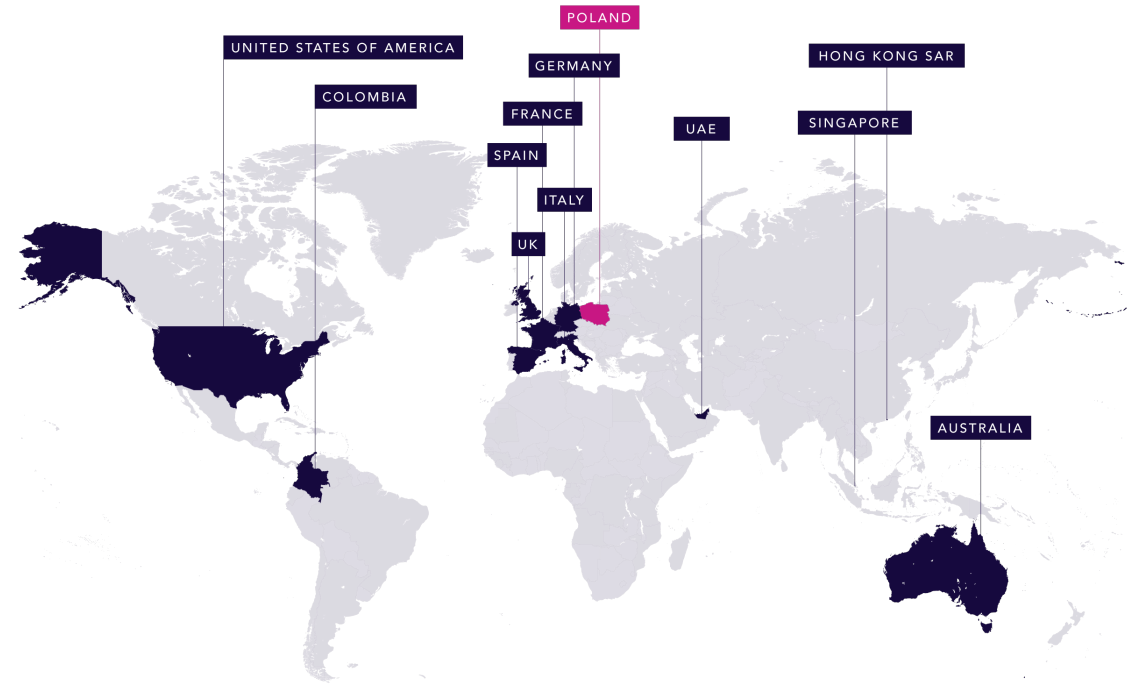 POLAND
UNITED STATES OF AMERICA
HONG KONG SAR
GERMANY
COLOMBIA
FRANCE
SINGAPORE
UAE
SPAIN
ITALY
UK
AUSTRALIA